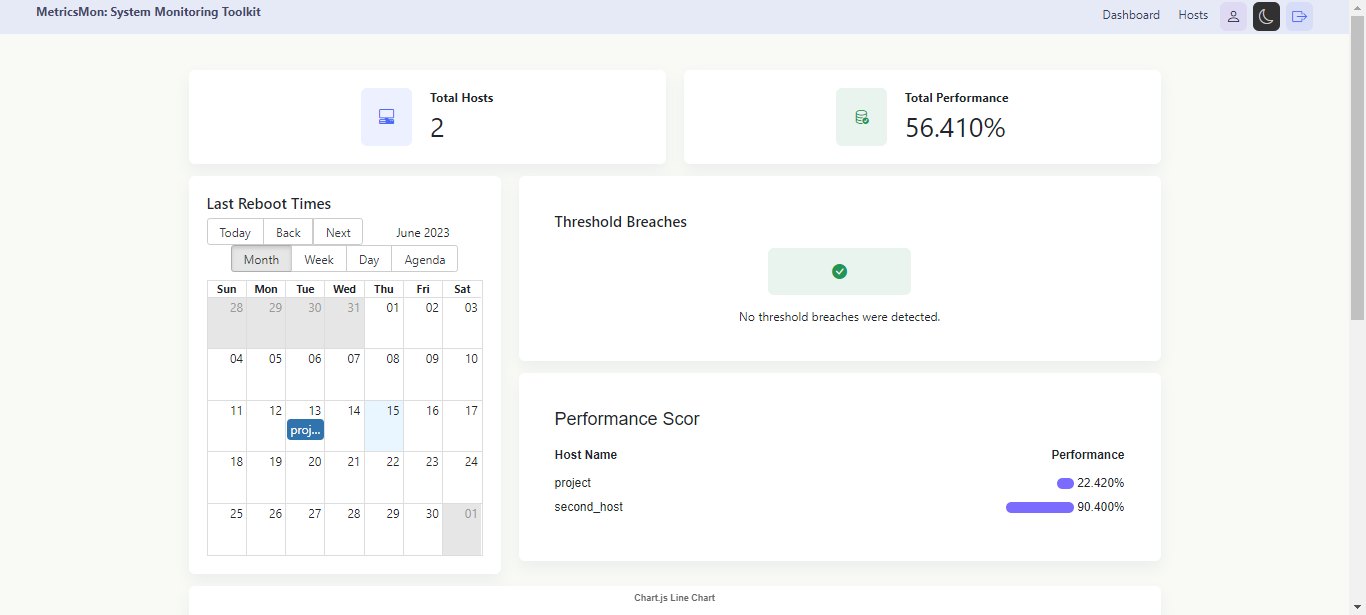 MetricsMon: System Monitoring Toolkit
Dashboard Hosts
Total Hosts
2
Total Performance
56.410%
Last Reboot Times
Today Back Next June 2023
Month Week Day Agenda
Sun Mon Tue Wed Thu Fri Sat
28 29 30 31 01 02 03
04 05 06 07 08 09 10
11 12 13 14 15 16 17
proj...
18 19 20 21 22 23 24
25 26 27 28 29 30 01
Threshold Breaches
No threshold breaches were detected.
Performance Scor
Host Name Performance
project 22.420%
second_host 90.400%
Chart.js Line Chart